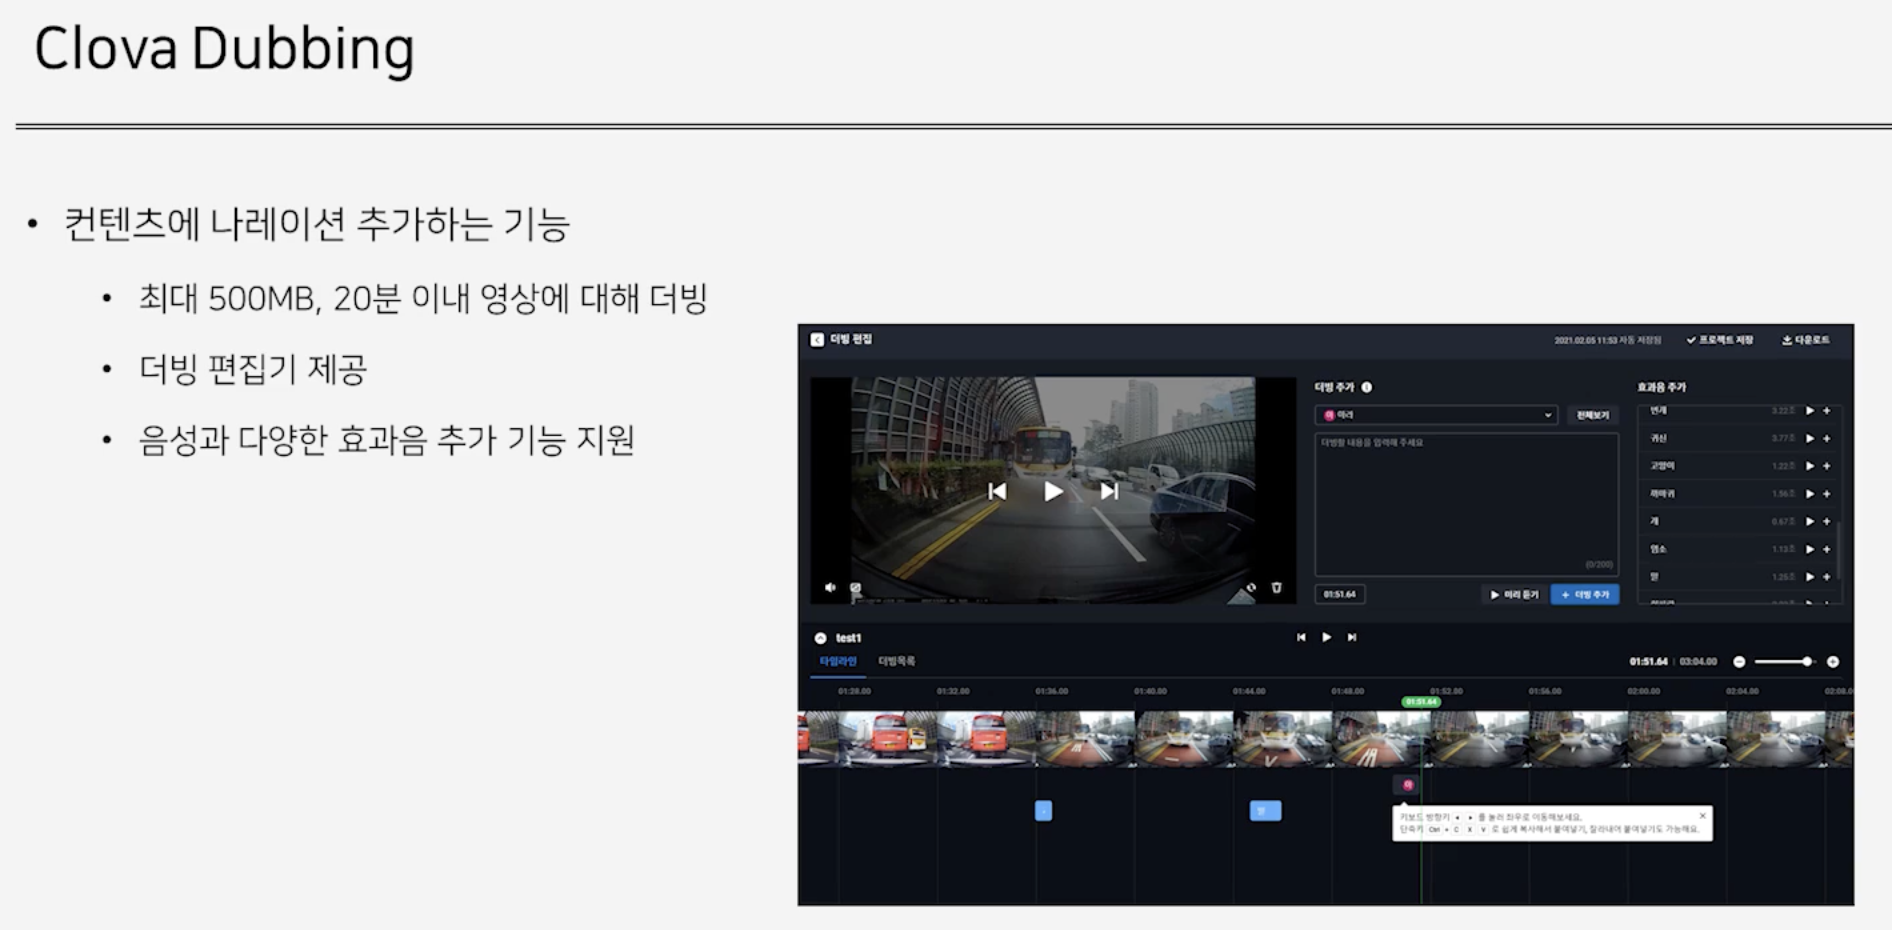 Clova Dubbing
• 컨텐츠에 나레이션 추가하는 기능
• 최대 500MB, 20분 이내 영상에 대해 더빙
• 더빙 편집기 제공
• 음성과 다양한 효과음 추가 기능 지원
더빙 편집
2021.02.05 11:53 자동 저장됨
프로젝트 저장
다운로드
더빙 추가
아라
전체보기
더빙할 내용을 입력해 주세요
(0/200)
01:51.64
미리 듣기
+ 더빙 추가
효과음 추가
번개 3.22초
귀신 3.77초
고양이 1.22초
까마귀 1.56초
개 0.67초
염소 1.13초
말 1.25초
test1
타임라인 더빙목록
01:51.64 | 03:04.00
01:28.00 01:32.00 01:36.00 01:40.00 01:44.00 01:48.00 01:52.00 01:56.00 02:00.00 02:04.00 02:08.0
01:51.64
아
말
키보드 방향키 를 눌러 좌우로 이동해보세요.
단축키 Ctrl + C X V 로 쉽게 복사해서 붙여넣기, 잘라내어 붙여넣기도 가능해요.